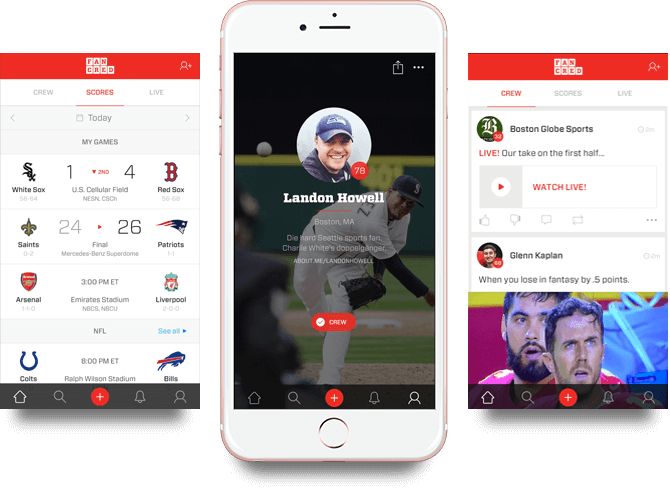 FAN
CRED
CREW
SCORES
LIVE
Today
MY GAMES
1
▼ 2ND
4
White Sox
56-64
U.S. Cellular Field
NESN, CSCh
Red Sox
58-64
24
26
Saints
0-2
Final
Mercedes-Benz Superdome
Patriots
1-1
3:00 PM ET
Arsenal
1-1-0
Emirates Stadium
NBCS, NBCU
Liverpool
2-0-0
NFL
See all
8:00 PM ET
Colts
Ralph Wilson Stadium
Bills
78
Landon Howell
Boston, MA
Die hard Seattle sports fan,
Charlie White's doppelganger.
ABOUT.ME/LANDONHOWELL
CREW
FAN
CRED
CREW
SCORES
LIVE
B
32
Boston Globe Sports
2m
LIVE! Our take on the first half...
WATCH LIVE!
68
Glenn Kaplan
2m
When you lose in fantasy by .5 points.